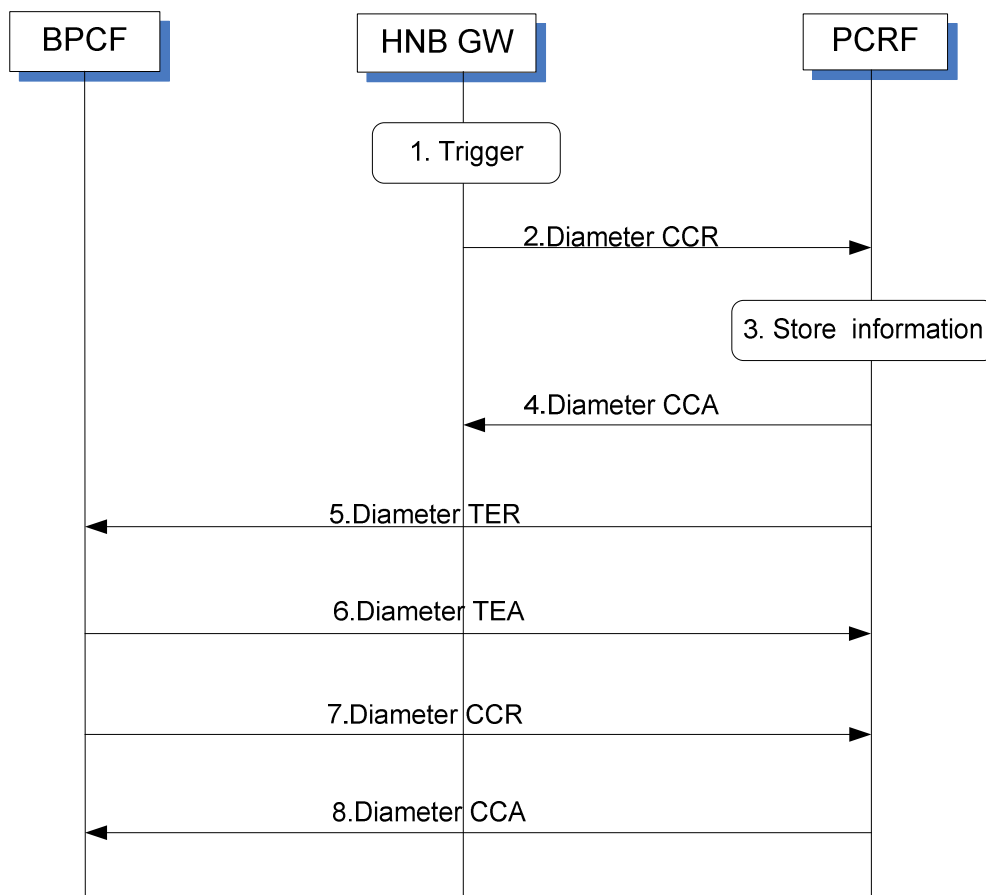 BPCF
HNB GW
PCRF
1. Trigger
2.Diameter CCR
3. Store information
4.Diameter CCA
5.Diameter TER
6.Diameter TEA
7.Diameter CCR
8.Diameter CCA